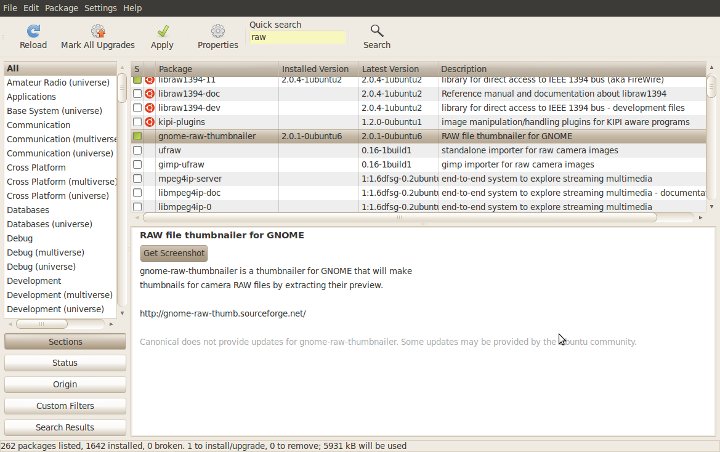 File Edit Package Settings Help
Reload
Mark All Upgrades
Apply
Properties
Quick search
raw
Search
All
Amateur Radio (universe)
Applications
Base System (universe)
Communication
Communication (multiverse
Communication (universe)
Cross Platform
Cross Platform (multiverse)
Cross Platform (universe)
Databases
Databases (universe)
Debug
Debug (multiverse)
Debug (universe)
Development
Development (multiverse)
Development (universe)
Sections
Status
Origin
Custom Filters
Search Results
S Package Installed Version Latest Version Description
libraw1394-11 2.0.4-1ubuntu2 2.0.4-1ubuntu2 library for direct access to IEEE 1394 bus (aka FireWire)
libraw1394-doc 2.0.4-1ubuntu2 Reference manual and documentation about libraw1394
libraw1394-dev 2.0.4-1ubuntu2 library for direct access to IEEE 1394 bus - development files
kipi-plugins 1.2.0-0ubuntu1 image manipulation/handling plugins for KIPI aware programs
gnome-raw-thumbnailer 2.0.1-0ubuntu6 2.0.1-0ubuntu6 RAW file thumbnailer for GNOME
ufraw 0.16-1build1 standalone importer for raw camera images
gimp-ufraw 0.16-1build1 gimp importer for raw camera images
mpeg4ip-server 1:1.6dfsg-0.2ubuntu end-to-end system to explore streaming multimedia
libmpeg4ip-doc 1:1.6dfsg-0.2ubuntu end-to-end system to explore streaming multimedia - documenta
libmpeg4ip-0 1:1.6dfsg-0.2ubuntu end-to-end system to explore streaming multimedia
RAW file thumbnailer for GNOME
Get Screenshot
gnome-raw-thumbnailer is a thumbnailer for GNOME that will make
thumbnails for camera RAW files by extracting their preview.
http://gnome-raw-thumb.sourceforge.net/
Canonical does not provide updates for gnome-raw-thumbnailer. Some updates may be provided by the Ubuntu community.
262 packages listed, 1642 installed, 0 broken. 1 to install/upgrade, 0 to remove; 5931 kB will be used